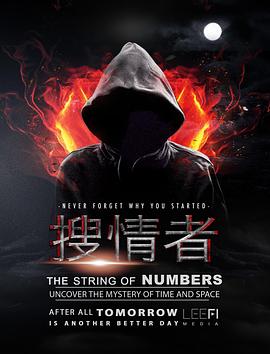 -NEVER FORGET WHY YOU STARTED-
搜情者
THE STRING OF NUMBERS
UNCOVER THE MYSTERY OF TIME AND SPACE
AFTER ALL TOMORROW
IS ANOTHER BETTER DAY
LEEFI
MEDIA